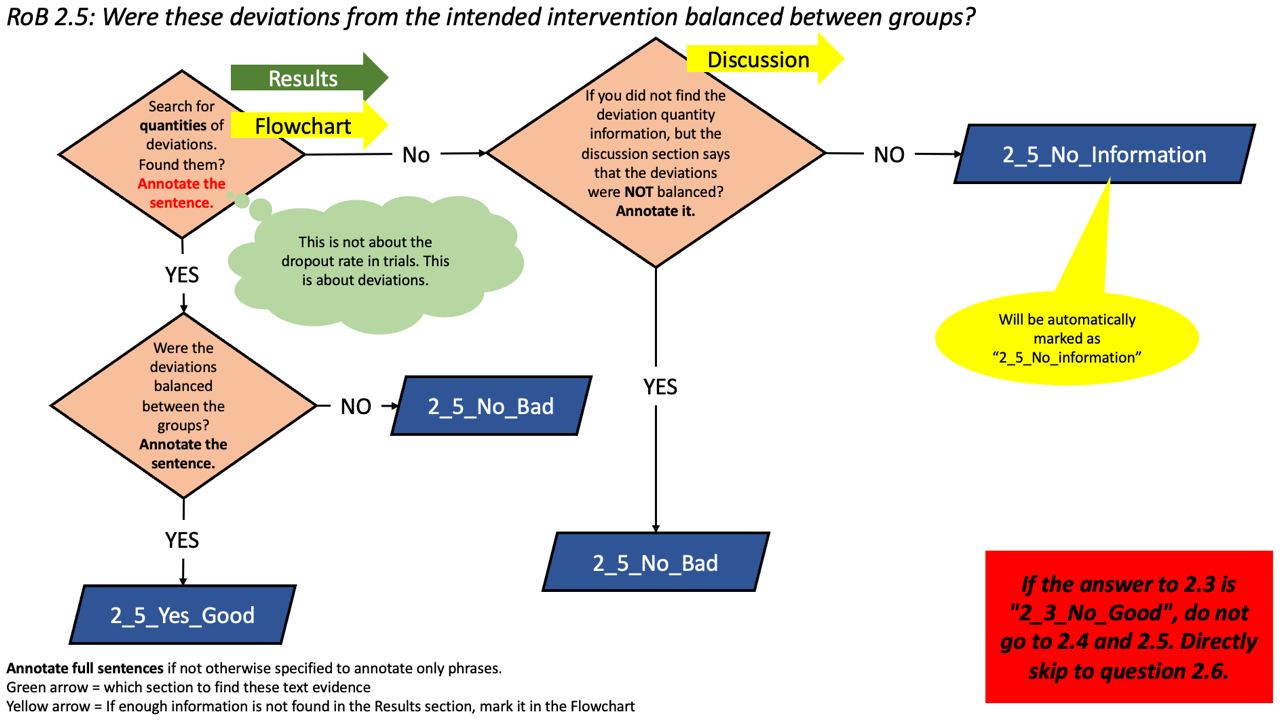 RoB 2.5: Were these deviations from the intended intervention balanced between groups?
Results
Flowchart
Search for
quantities of
deviations.
Found them?
Annotate the
sentence.
No
Discussion
If you did not find the
deviation quantity
information, but the
discussion section says
that the deviations
were NOT balanced?
Annotate it.
NO
2_5_No_Information
This is not about the
dropout rate in trials. This
is about deviations.
Will be automatically
marked as
“2_5_No_information”
YES
Were the
deviations
balanced
between the
groups?
Annotate the
sentence.
NO
2_5_No_Bad
YES
2_5_No_Bad
YES
2_5_Yes_Good
If the answer to 2.3 is
"2_3_No_Good", do not
go to 2.4 and 2.5. Directly
skip to question 2.6.
Annotate full sentences if not otherwise specified to annotate only phrases.
Green arrow = which section to find these text evidence
Yellow arrow = If enough information is not found in the Results section, mark it in the Flowchart